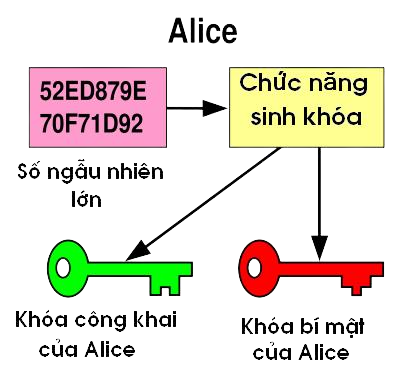 Alice
52ED879E
70F71D92
Chức năng
sinh khóa
Số ngẫu nhiên
lớn
Khóa công khai
của Alice
Khóa bí mật
của Alice